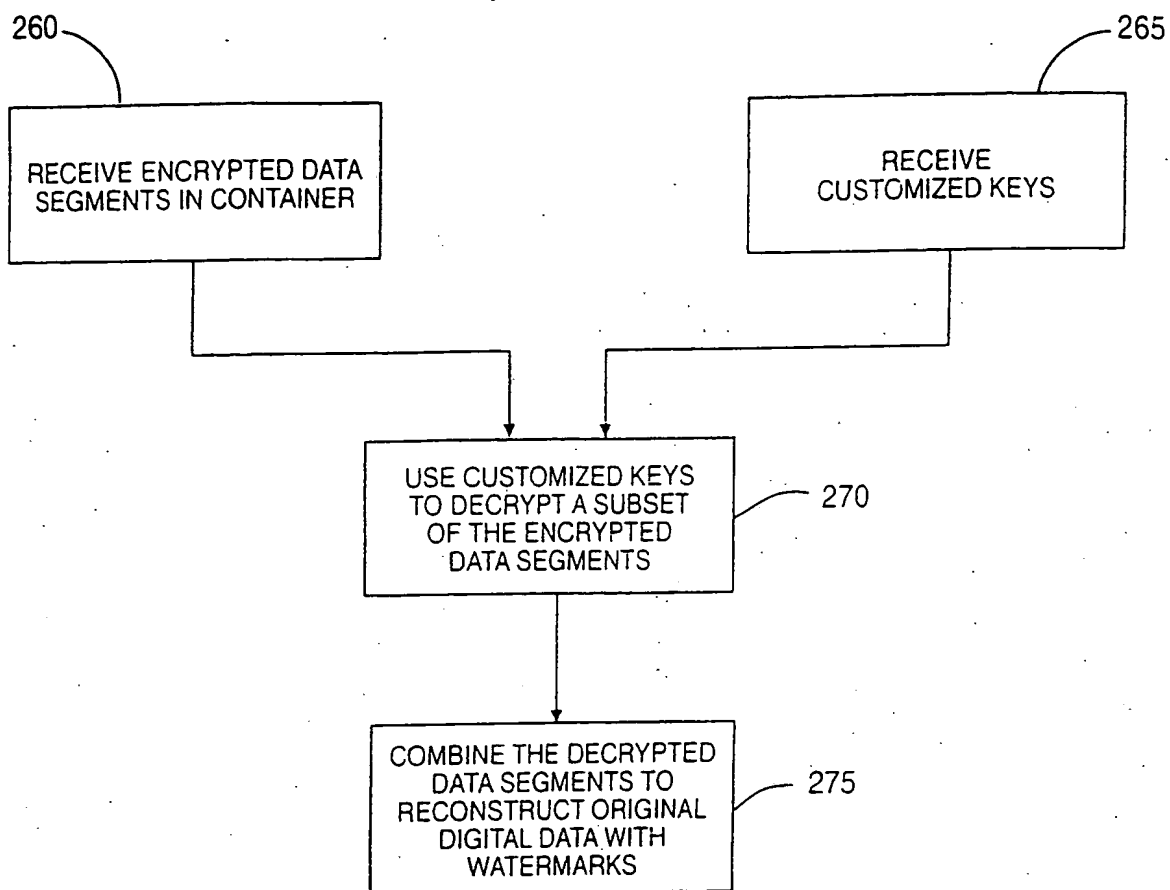 260
265
RECEIVE ENCRYPTED DATA
SEGMENTS IN CONTAINER
RECEIVE
CUSTOMIZED KEYS
USE CUSTOMIZED KEYS
TO DECRYPT A SUBSET
OF THE ENCRYPTED
DATA SEGMENTS
270
COMBINE THE DECRYPTED
DATA SEGMENTS TO
RECONSTRUCT ORIGINAL
DIGITAL DATA WITH
WATERMARKS
275